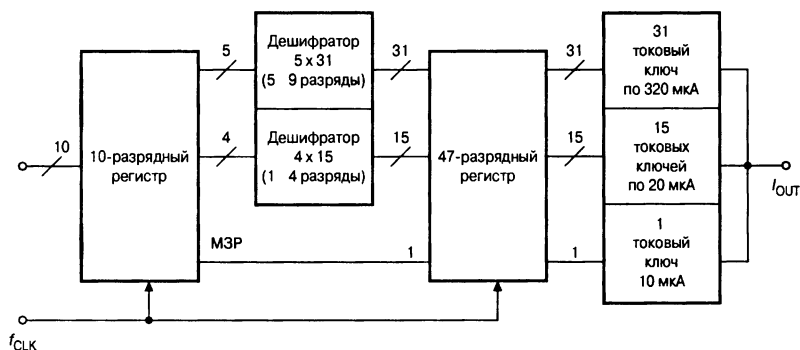 10
10-разрядный
регистр
5
4
МЗР
1
Дешифратор
5 x 31
(5 9 разряды)
Дешифратор
4 x 15
(1 4 разряды)
31
15
47-разрядный
регистр
31
15
1
31
токовый
ключ
по 320 мкА
15
токовых
ключей
по 20 мкА
1
токовый
ключ
10 мкА
IOUT
fCLK